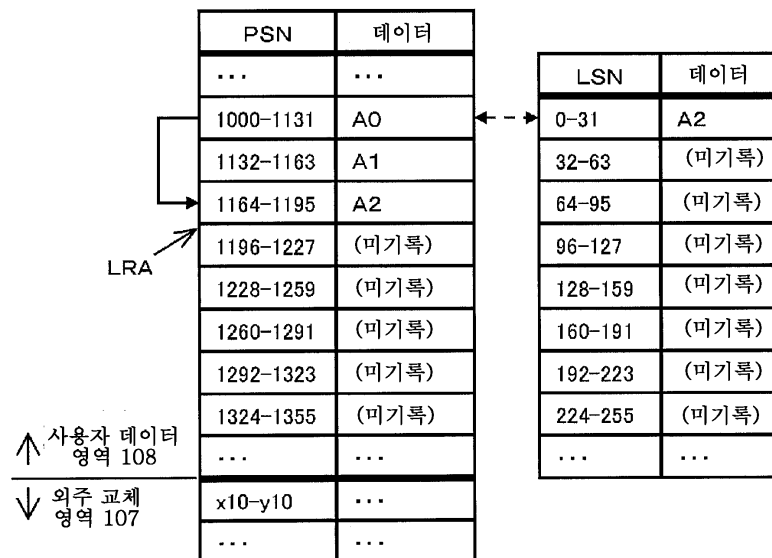 PSN 데이터
··· ···
1000-1131 A0
1132-1163 A1
1164-1195 A2
1196-1227 (미기록)
1228-1259 (미기록)
1260-1291 (미기록)
1292-1323 (미기록)
1324-1355 (미기록)
··· ···
x10-y10 ···
··· ···
LRA
사용자 데이터
영역 108
외주 교체
영역 107
LSN 데이터
0-31 A2
32-63 (미기록)
64-95 (미기록)
96-127 (미기록)
128-159 (미기록)
160-191 (미기록)
192-223 (미기록)
224-255 (미기록)
··· ···